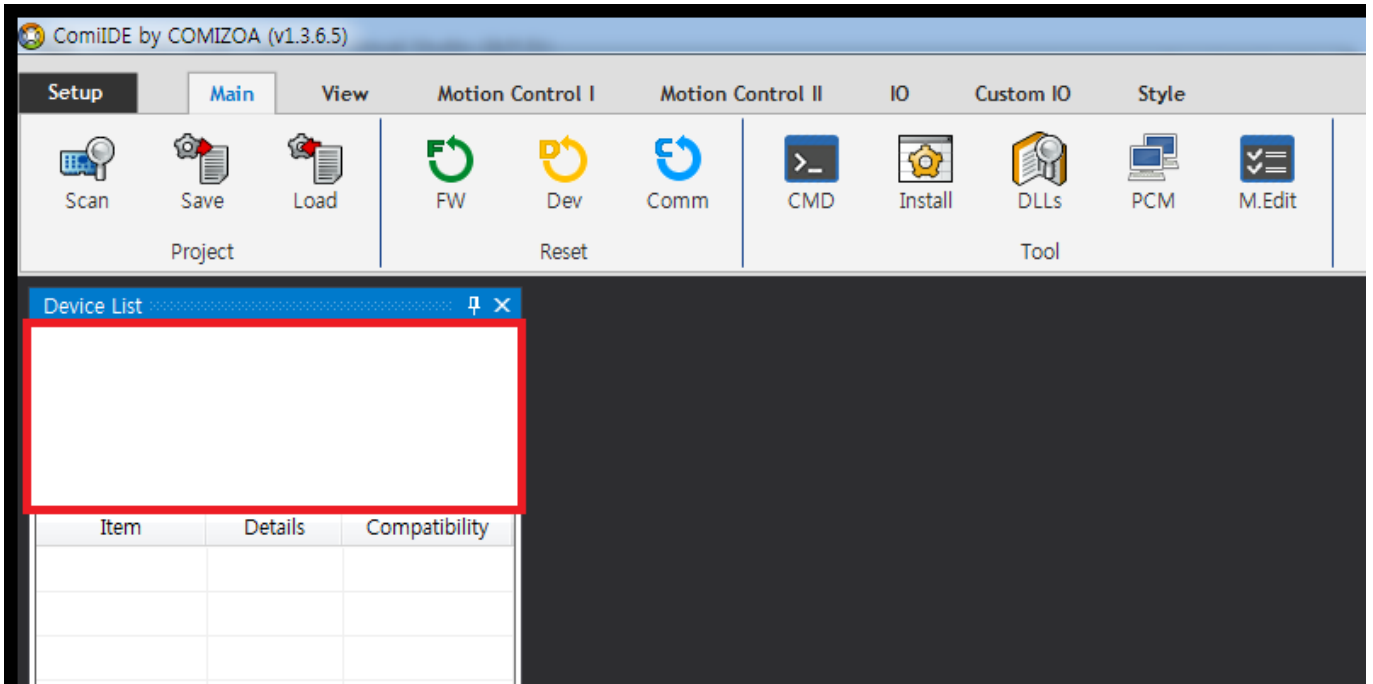 ComiIDE by COMIZOA (v1.3.6.5)
Setup Main View Motion Control I Motion Control II IO Custom IO Style
Scan Save Load FW Dev Comm CMD Install DLLs PCM M.Edit
Project Reset Tool
Device List
Item Details Compatibility